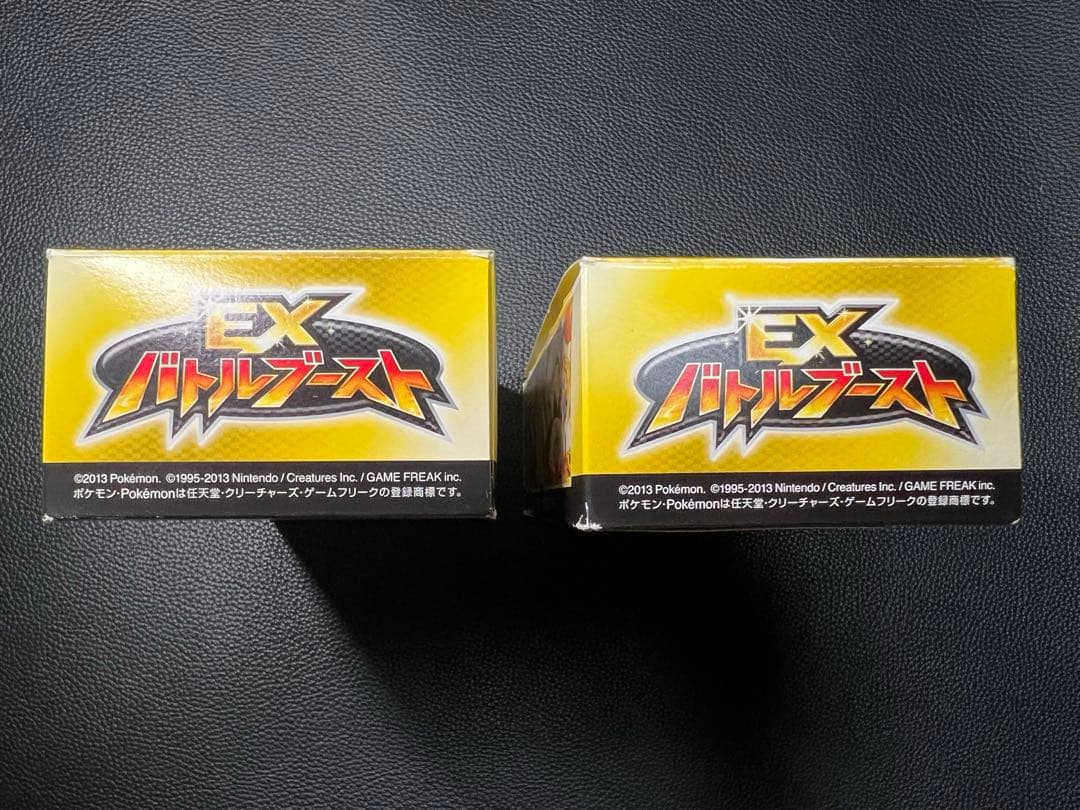 EX
バトルブースト
©2013 Pokémon. ©1995-2013 Nintendo / Creatures Inc. / GAME FREAK inc.
ポケモン・Pokémonは任天堂・クリーチャーズ・ゲームフリークの登録商標です。
EX
バトルブースト
©2013 Pokémon. ©1995-2013 Nintendo / Creatures Inc. / GAME FREAK inc.
ポケモン・Pokémonは任天堂・クリーチャーズ・ゲームフリークの登録商標です。